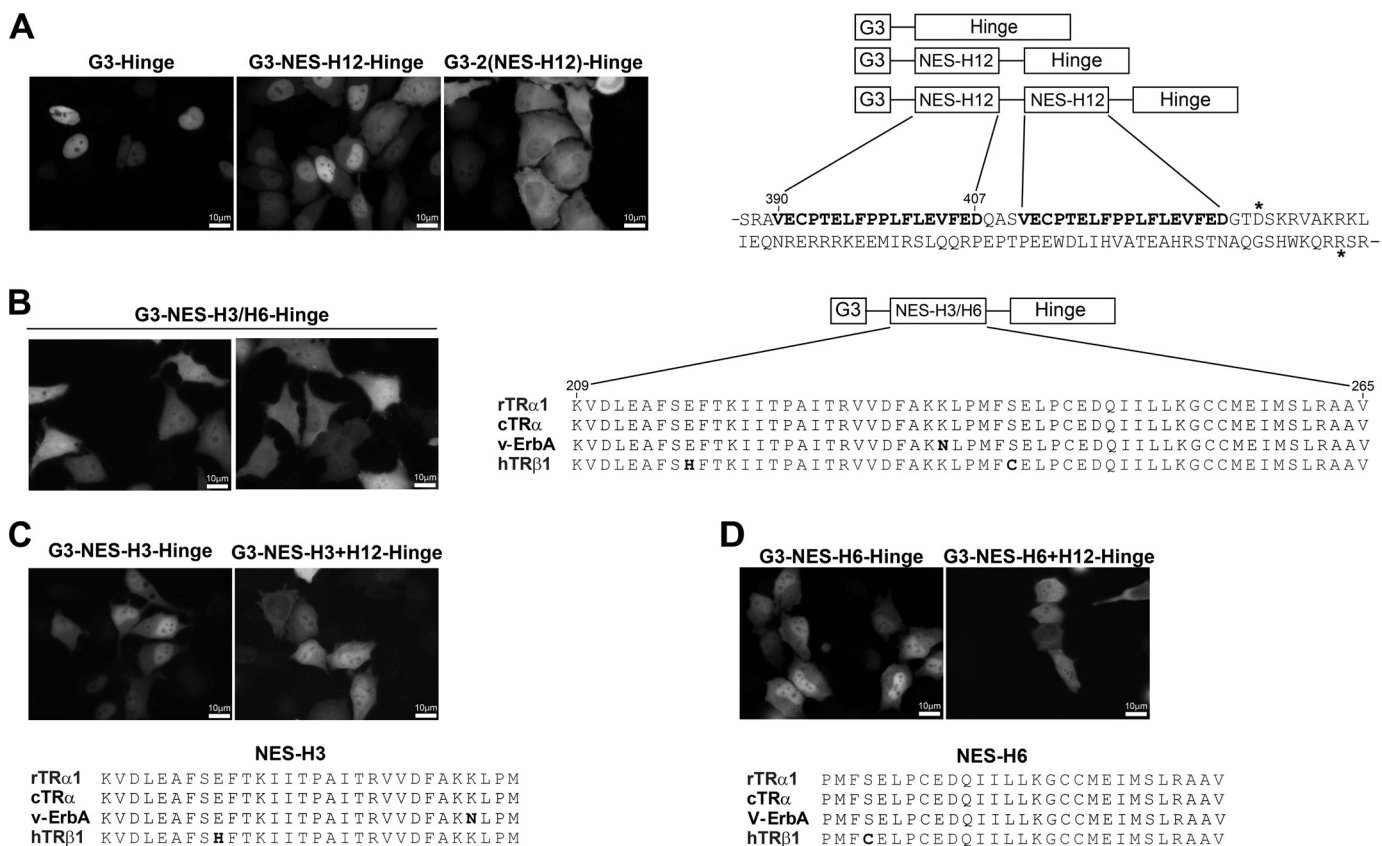 A
G3-Hinge
G3-NES-H12-Hinge
G3-2(NES-H12)-Hinge
10µm
10µm
10µm
G3 Hinge
G3 NES-H12 Hinge
G3 NES-H12 NES-H12 Hinge
390 407
*
–SRAVECPTELFPPLFLEVFEDQASVECPTELFPPLFLEVFEDGTDSKRVAKRKL
IEQNRERRRKEEMIRSLQQRPEPTPEEWDLIHVATEAHRSTNAQGSHWKQRRSR–
*
B
G3-NES-H3/H6-Hinge
10µm
10µm
G3 NES-H3/H6 Hinge
209 265
rTRα1 KVDLEAFSEFTKIITPAITRVVDFAKKLPMFSELPCEDQIILLKGCCMEIMSLRAAV
cTRα KVDLEAFSEFTKIITPAITRVVDFAKKLPMFSELPCEDQIILLKGCCMEIMSLRAAV
v-ErbA KVDLEAFSEFTKIITPAITRVVDFAKNLPMFSELPCEDQIILLKGCCMEIMSLRAAV
hTRβ1 KVDLEAFSHFTKIITPAITRVVDFAKKLPMFCELPCEDQIILLKGCCMEIMSLRAAV
C
G3-NES-H3-Hinge
G3-NES-H3+H12-Hinge
10µm
10µm
NES-H3
rTRα1 KVDLEAFSEFTKIITPAITRVVDFAKKLPM
cTRα KVDLEAFSEFTKIITPAITRVVDFAKKLPM
v-ErbA KVDLEAFSEFTKIITPAITRVVDFAKNLPM
hTRβ1 KVDLEAFSHFTKIITPAITRVVDFAKKLPM
D
G3-NES-H6-Hinge
G3-NES-H6+H12-Hinge
10µm
10µm
NES-H6
rTRα1 PMFSELPCEDQIILLKGCCMEIMSLRAAV
cTRα PMFSELPCEDQIILLKGCCMEIMSLRAAV
V-ErbA PMFSELPCEDQIILLKGCCMEIMSLRAAV
hTRβ1 PMFCELPCEDQIILLKGCCMEIMSLRAAV